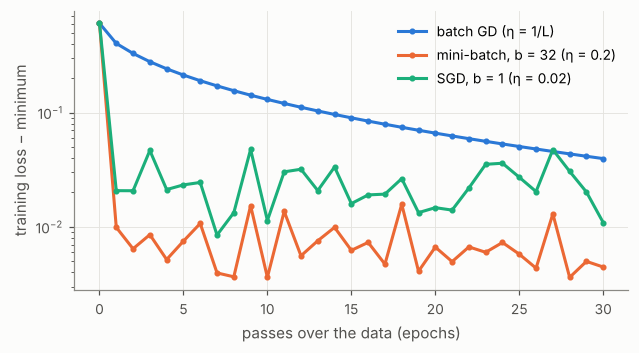 batch GD (η = 1/L)
mini-batch, b = 32 (η = 0.2)
SGD, b = 1 (η = 0.02)
training loss − minimum
10⁻¹
10⁻²
0 5 10 15 20 25 30
passes over the data (epochs)